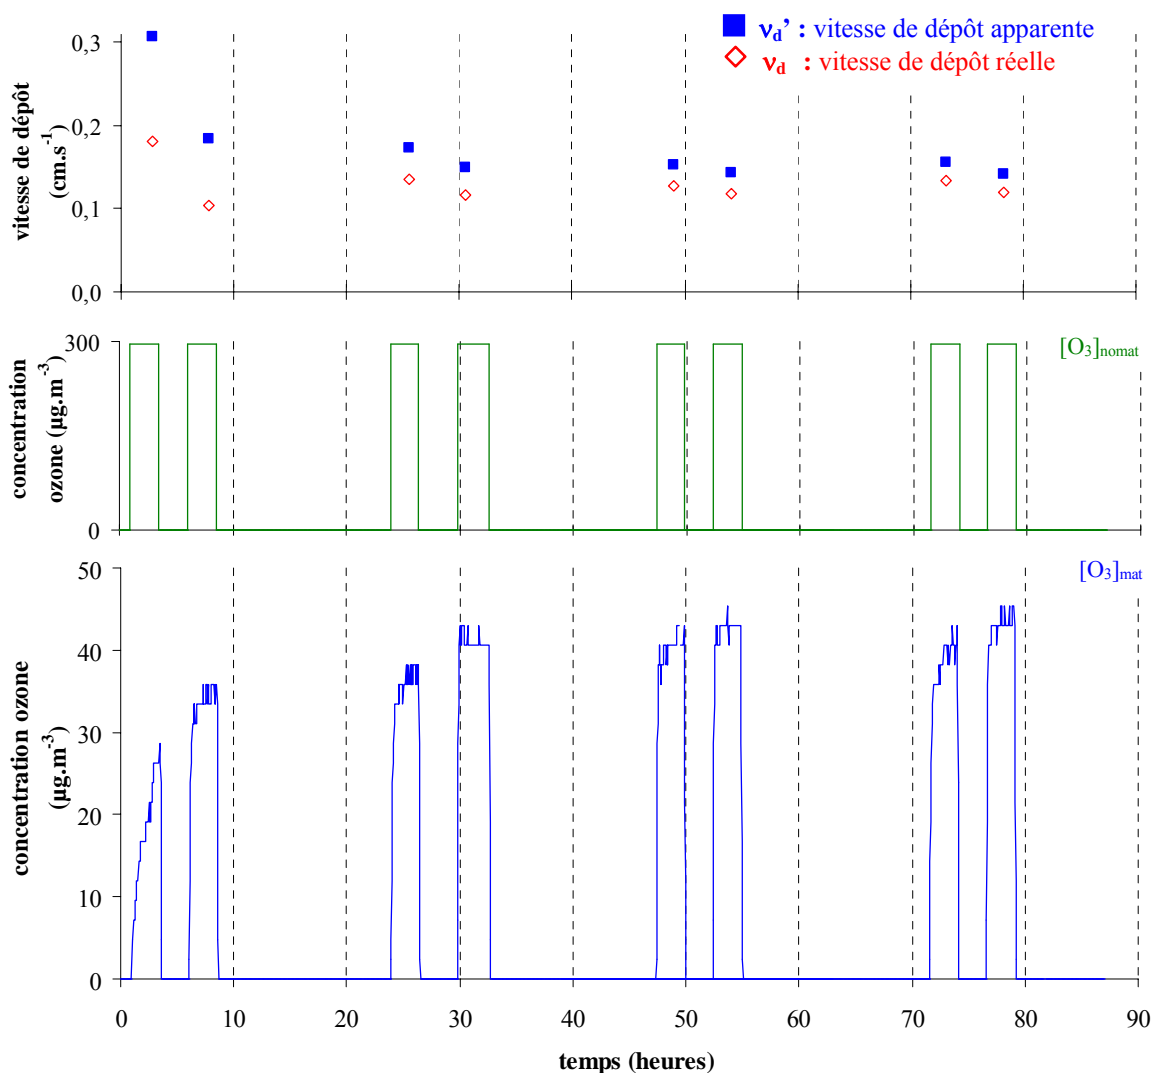 ν_d’ : vitesse de dépôt apparente
ν_d : vitesse de dépôt réelle
vitesse de dépôt
(cm.s⁻¹)
0,3
0,2
0,1
0,0
concentration
ozone (µg.m⁻³)
300
0
[O₃]nomat
concentration ozone
(µg.m⁻³)
50
40
30
20
10
0
[O₃]mat
0 10 20 30 40 50 60 70 80 90
temps (heures)